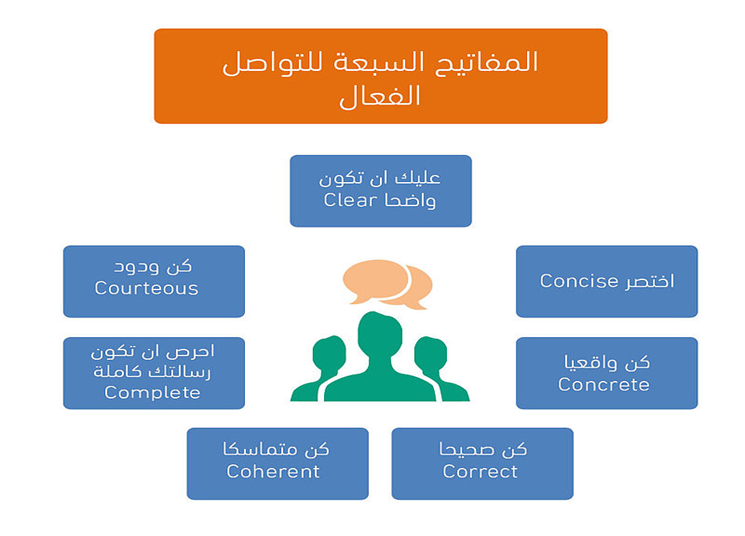 المفاتيح السبعة للتواصل
الفعال
عليك ان تكون
واضحا Clear
اختصر Concise
كن واقعيا
Concrete
كن صحيحا
Correct
كن متماسكا
Coherent
احرص ان تكون
رسالتك كاملة
Complete
كن ودود
Courteous